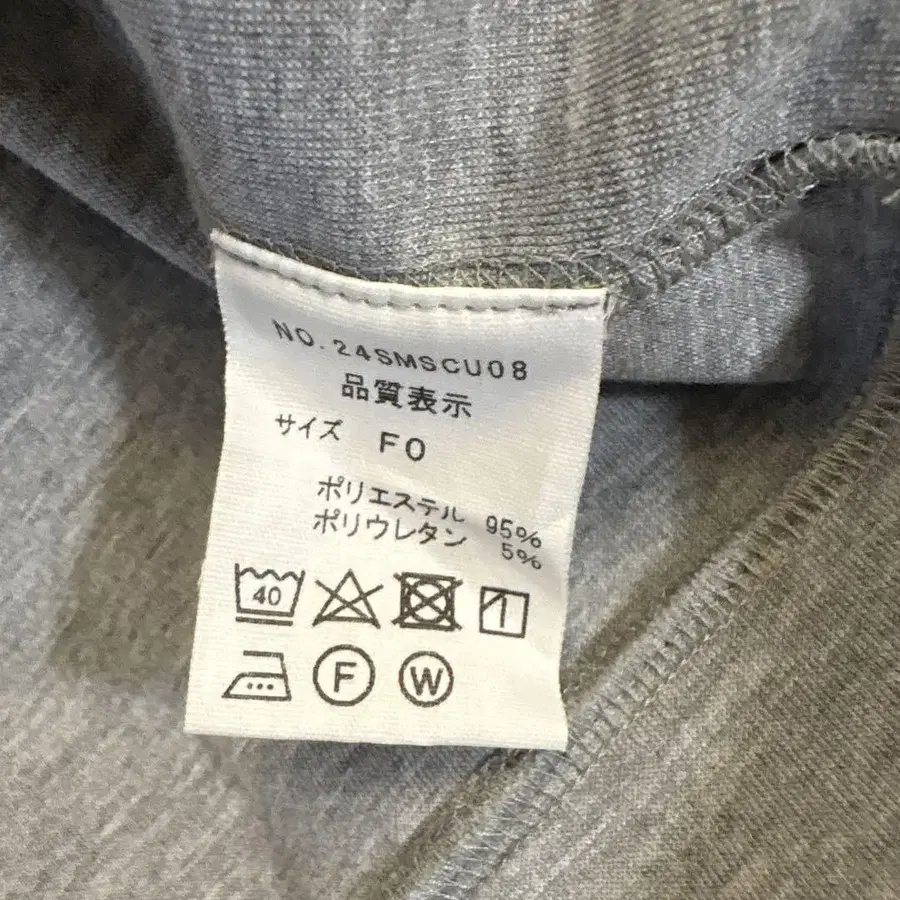 NO.24SMSCU08
品質表示
サイズ F0
ポリエステル 95%
ポリウレタン 5%
40
F W